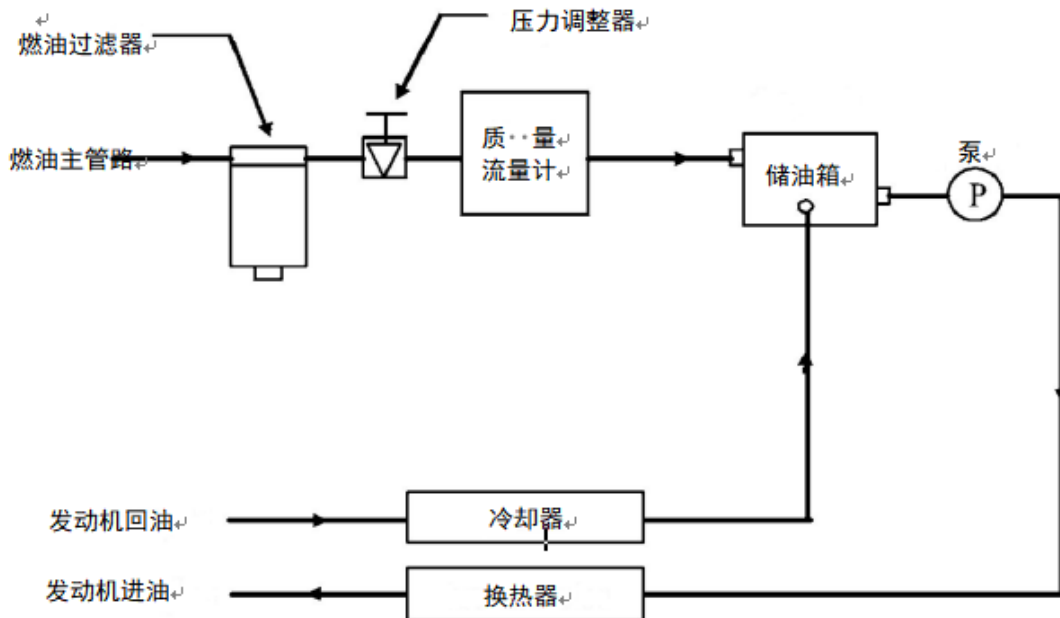 燃油过滤器
压力调整器
燃油主管路
质··量
流量计
储油箱
泵
P
发动机回油
冷却器
发动机进油
换热器